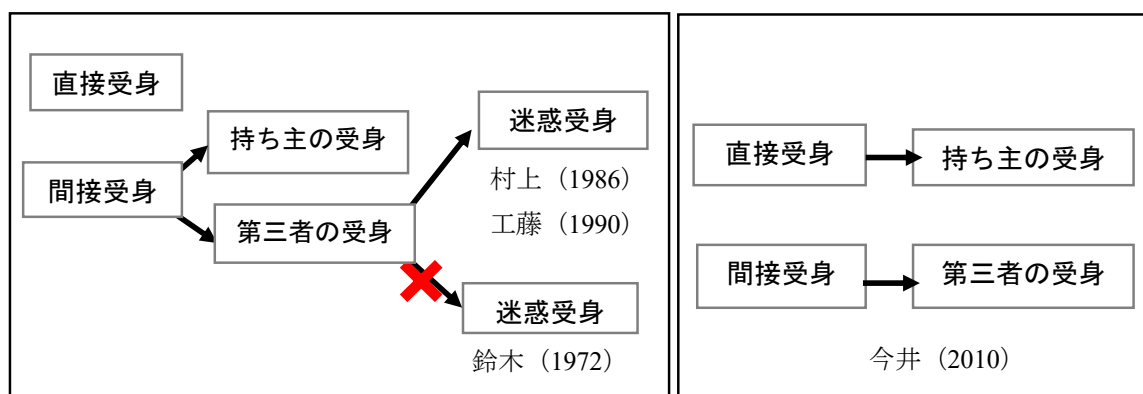 直接受身
持ち主の受身
間接受身
第三者の受身
迷惑受身
村上（1986）
工藤（1990）
迷惑受身
鈴木（1972）
直接受身
持ち主の受身
間接受身
第三者の受身
今井（2010）